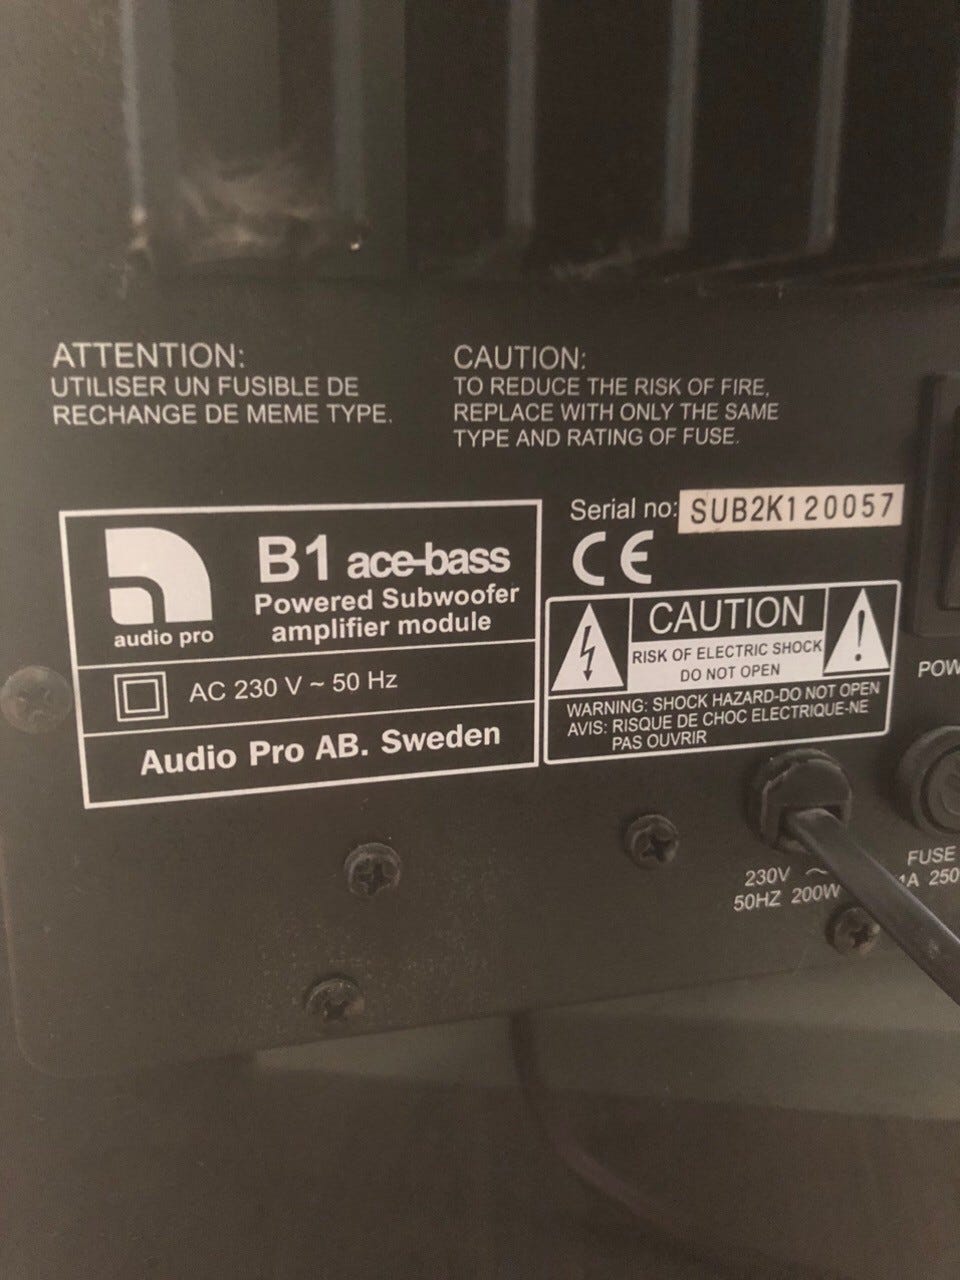 ATTENTION:
UTILISER UN FUSIBLE DE
RECHANGE DE MEME TYPE.
CAUTION:
TO REDUCE THE RISK OF FIRE,
REPLACE WITH ONLY THE SAME
TYPE AND RATING OF FUSE.
Serial no: SUB2K120057
CE
audio pro
B1 ace-bass
Powered Subwoofer
amplifier module
AC 230 V ~ 50 Hz
Audio Pro AB. Sweden
CAUTION
RISK OF ELECTRIC SHOCK
DO NOT OPEN
WARNING: SHOCK HAZARD-DO NOT OPEN
AVIS: RISQUE DE CHOC ELECTRIQUE-NE
PAS OUVRIR
POW
230V ~
50HZ 200W
FUSE
1A 250